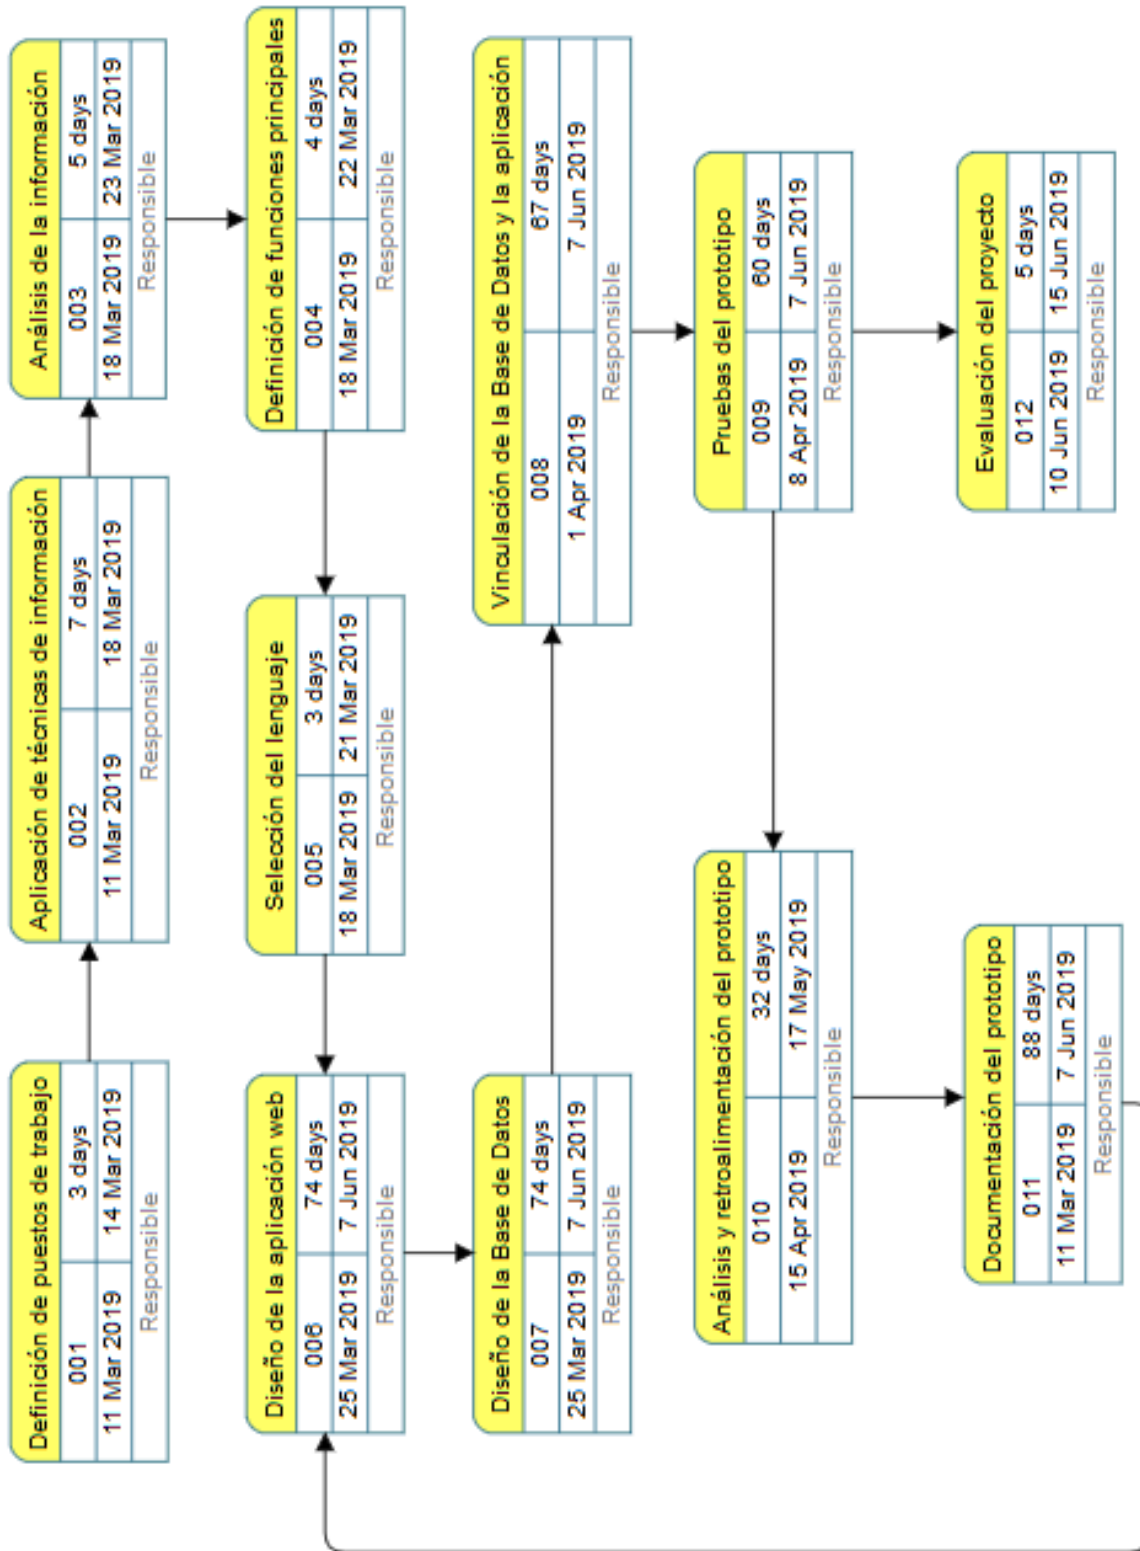 Definición de puestos de trabajo
001 3 days
11 Mar 2019 14 Mar 2019
Responsible
Aplicación de técnicas de información
002 7 days
11 Mar 2019 18 Mar 2019
Responsible
Análisis de la información
003 5 days
18 Mar 2019 23 Mar 2019
Responsible
Definición de funciones principales
004 4 days
18 Mar 2019 22 Mar 2019
Responsible
Selección del lenguaje
005 3 days
18 Mar 2019 21 Mar 2019
Responsible
Diseño de la aplicación web
006 74 days
25 Mar 2019 7 Jun 2019
Responsible
Diseño de la Base de Datos
007 74 days
25 Mar 2019 7 Jun 2019
Responsible
Vinculación de la Base de Datos y la aplicación
008 67 days
1 Apr 2019 7 Jun 2019
Responsible
Pruebas del prototipo
009 60 days
8 Apr 2019 7 Jun 2019
Responsible
Análisis y retroalimentación del prototipo
010 32 days
15 Apr 2019 17 May 2019
Responsible
Documentación del prototipo
011 88 days
11 Mar 2019 7 Jun 2019
Responsible
Evaluación del proyecto
012 5 days
10 Jun 2019 15 Jun 2019
Responsible